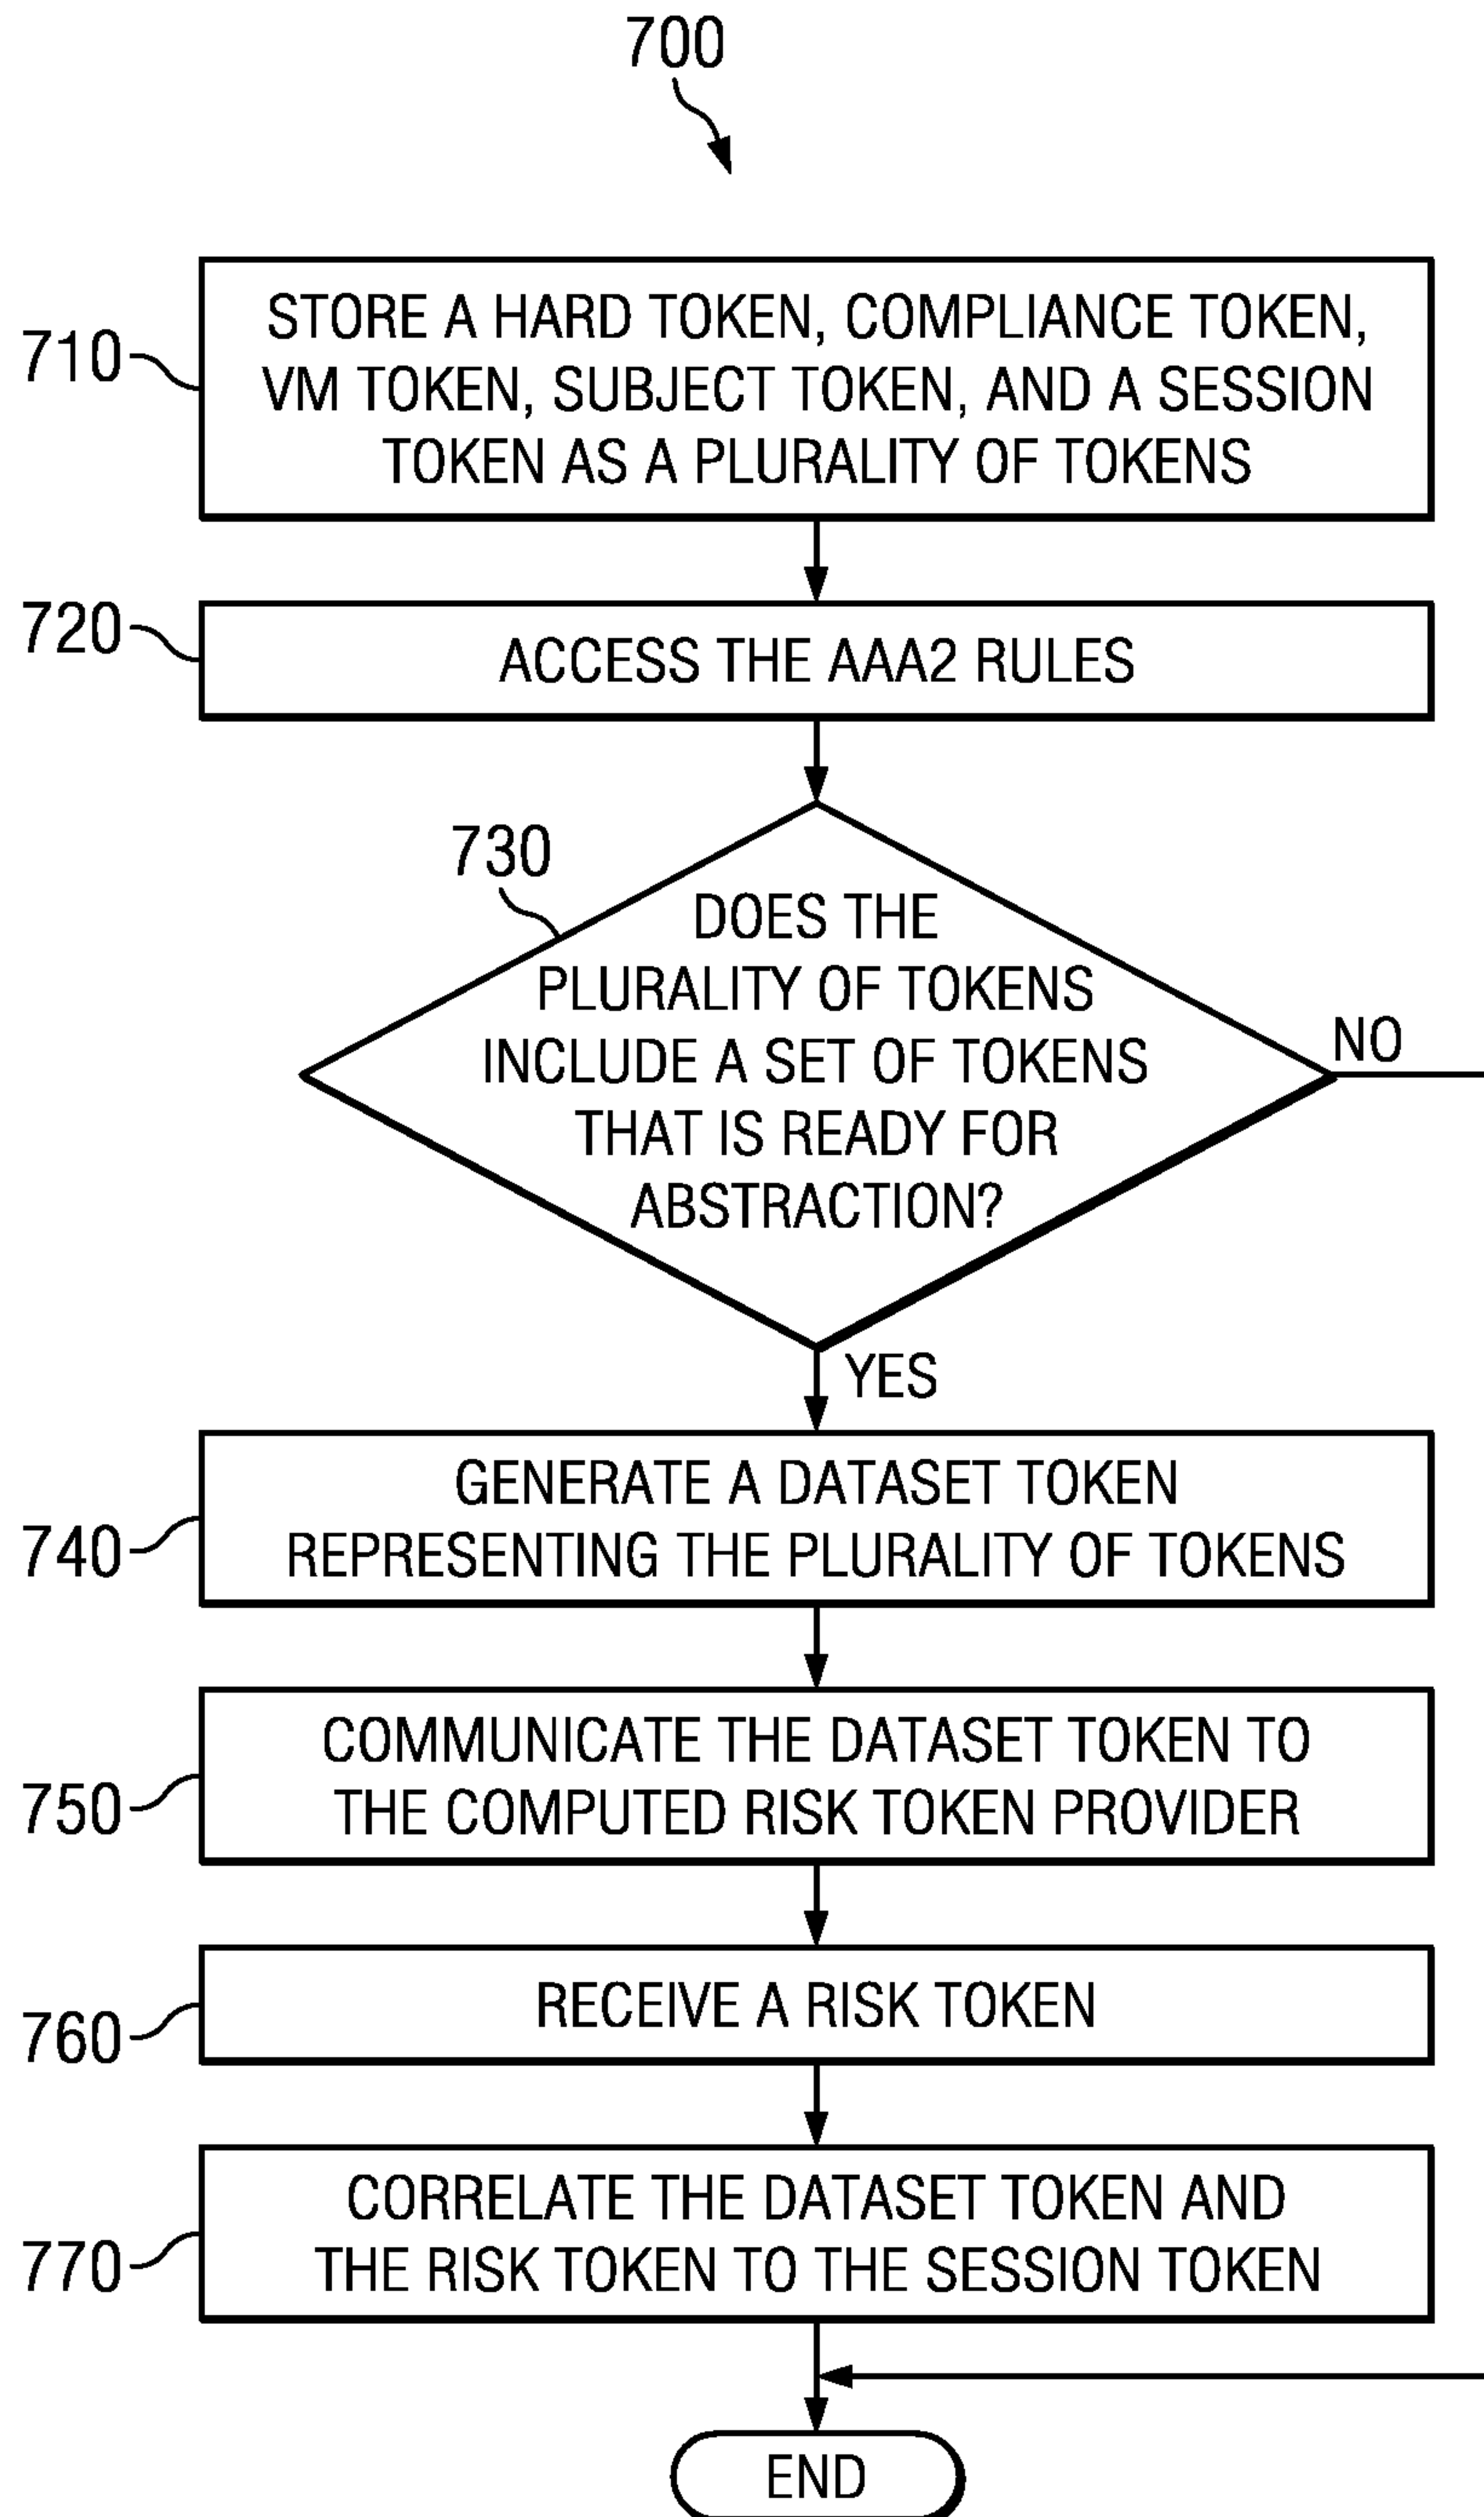 700
710
STORE A HARD TOKEN, COMPLIANCE TOKEN,
VM TOKEN, SUBJECT TOKEN, AND A SESSION
TOKEN AS A PLURALITY OF TOKENS
720
ACCESS THE AAA2 RULES
730
DOES THE
PLURALITY OF TOKENS
INCLUDE A SET OF TOKENS
THAT IS READY FOR
ABSTRACTION?
NO
YES
740
GENERATE A DATASET TOKEN
REPRESENTING THE PLURALITY OF TOKENS
750
COMMUNICATE THE DATASET TOKEN TO
THE COMPUTED RISK TOKEN PROVIDER
760
RECEIVE A RISK TOKEN
770
CORRELATE THE DATASET TOKEN AND
THE RISK TOKEN TO THE SESSION TOKEN
END